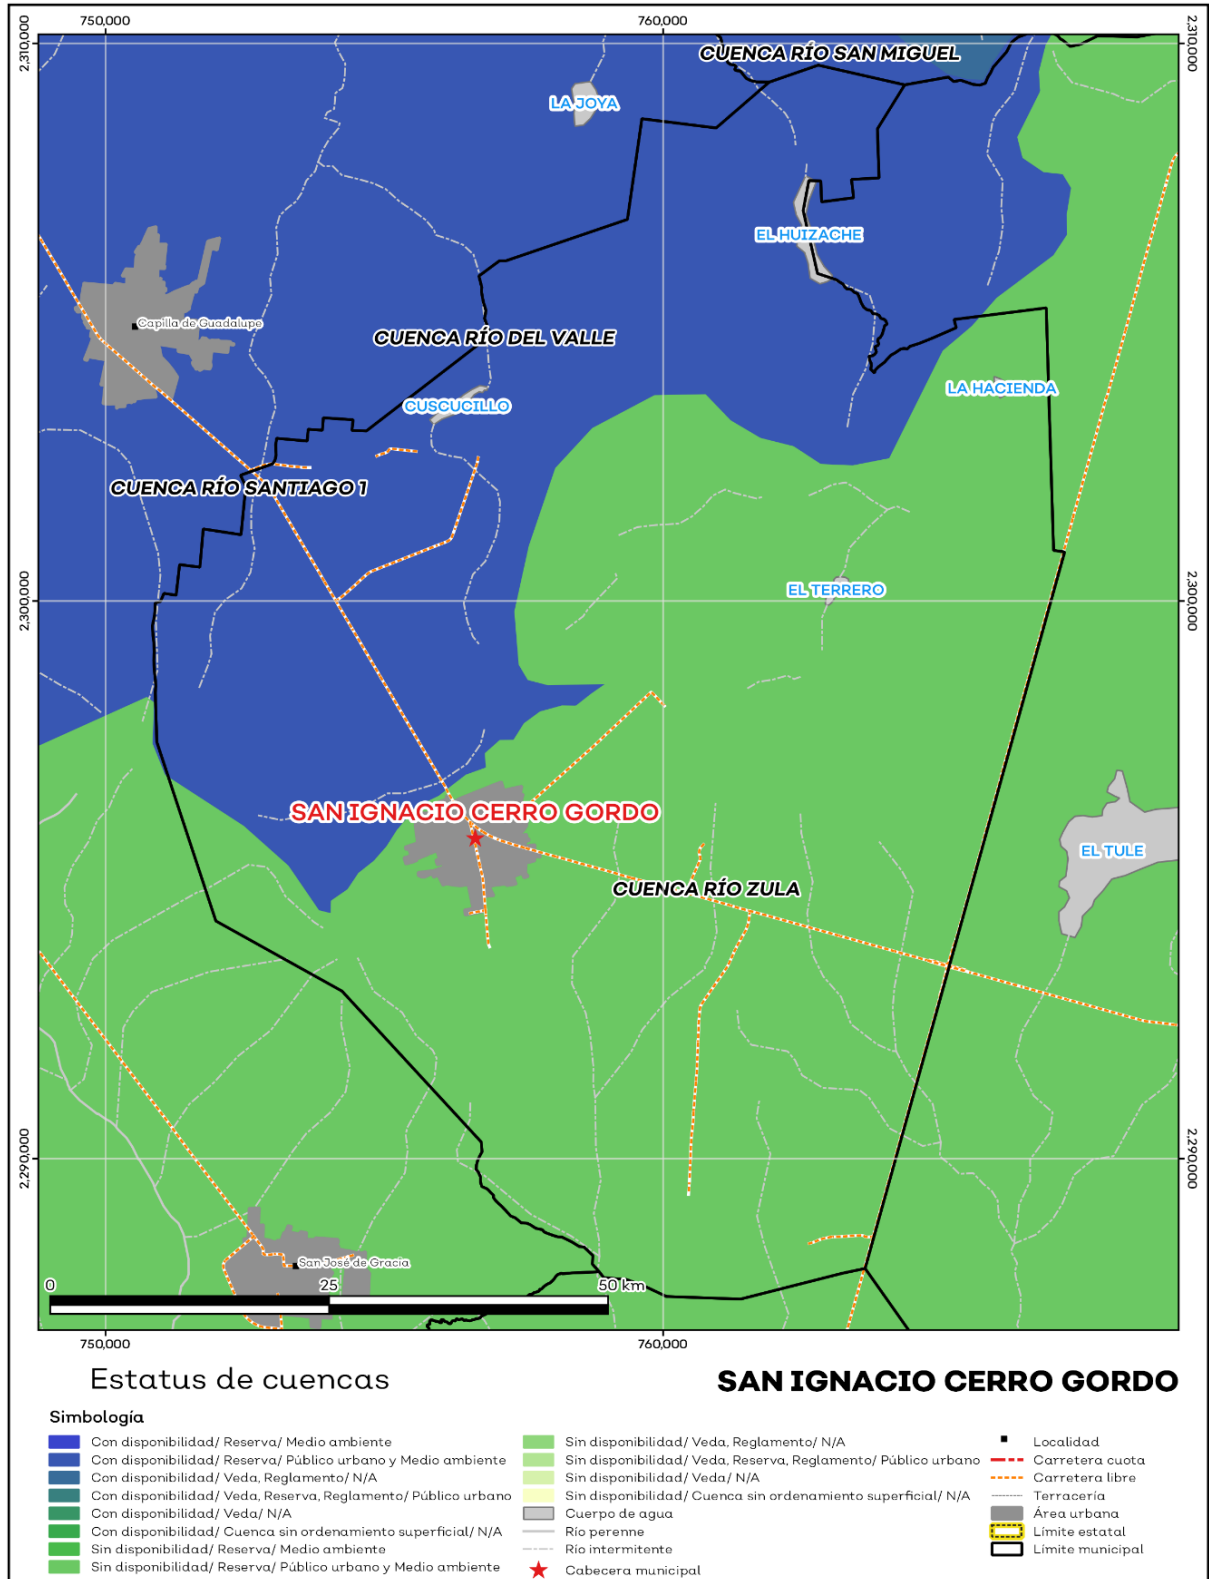 750,000
760,000
2,310,000
2,310,000
CUENCA RÍO SAN MIGUEL
LA JOYA
EL HUIZACHE
Capilla de Guadalupe
CUENCA RÍO DEL VALLE
LA HACIENDA
CUSCUCILLO
CUENCA RÍO SANTIAGO 1
EL TERRERO
2,300,000
2,300,000
SAN IGNACIO CERRO GORDO
EL TULE
CUENCA RÍO ZULA
2,290,000
2,290,000
San José de Gracia
0
25
50 km
750,000
760,000
Estatus de cuencas
SAN IGNACIO CERRO GORDO
Simbología
Con disponibilidad/ Reserva/ Medio ambiente
Con disponibilidad/ Reserva/ Público urbano y Medio ambiente
Con disponibilidad/ Veda, Reglamento/ N/A
Con disponibilidad/ Veda, Reserva, Reglamento/ Público urbano
Con disponibilidad/ Veda/ N/A
Con disponibilidad/ Cuenca sin ordenamiento superficial/ N/A
Sin disponibilidad/ Reserva/ Medio ambiente
Sin disponibilidad/ Reserva/ Público urbano y Medio ambiente
Sin disponibilidad/ Veda, Reglamento/ N/A
Sin disponibilidad/ Veda, Reserva, Reglamento/ Público urbano
Sin disponibilidad/ Veda/ N/A
Sin disponibilidad/ Cuenca sin ordenamiento superficial/ N/A
Cuerpo de agua
Río perenne
Río intermitente
Cabecera municipal
Localidad
Carretera cuota
Carretera libre
Terracería
Área urbana
Límite estatal
Límite municipal